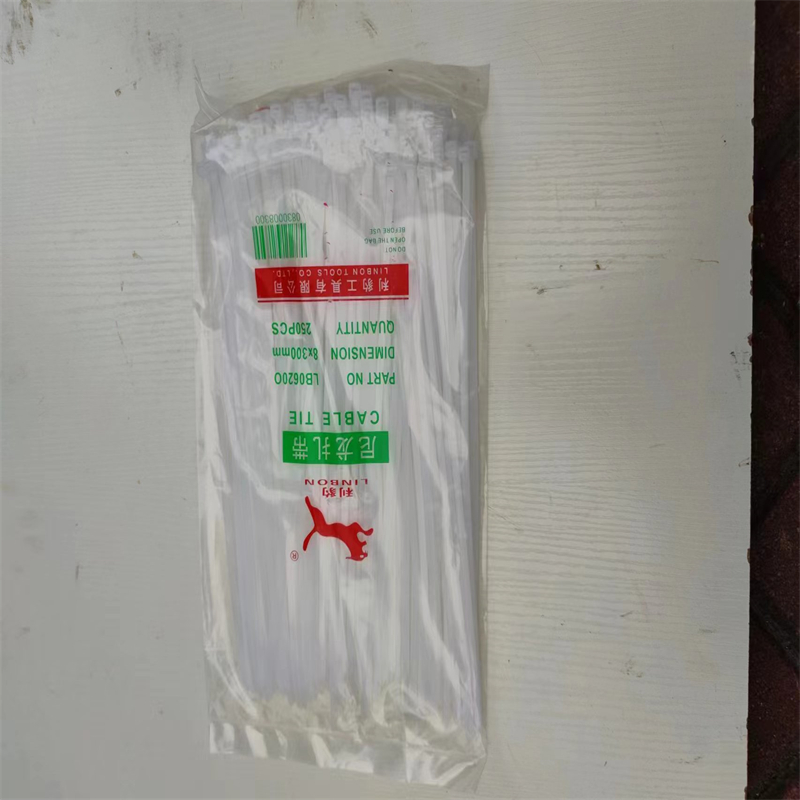 ®
利豹
LINBON
尼龙扎带
CABLE TIE
PART NO LB06200
DIMENSION 8x300mm
QUANTITY 250PCS
利豹工具有限公司
LINBON TOOLS CO.,LTD.
DO NOT
OPEN THE BAG
BEFORE USE
0830008300